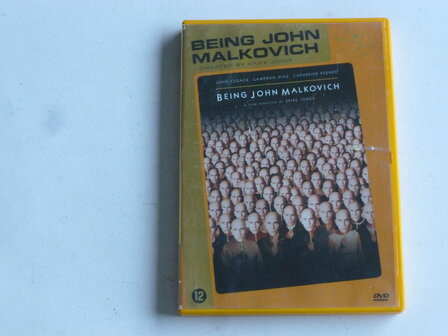 BEING JOHN
MALKOVICH
DIRECTED BY SPIKE JONZE
JOHN CUSACK CAMERON DIAZ CATHERINE KEENER
BEING JOHN MALKOVICH
A FILM DIRECTED BY SPIKE JONZE
12
DVD